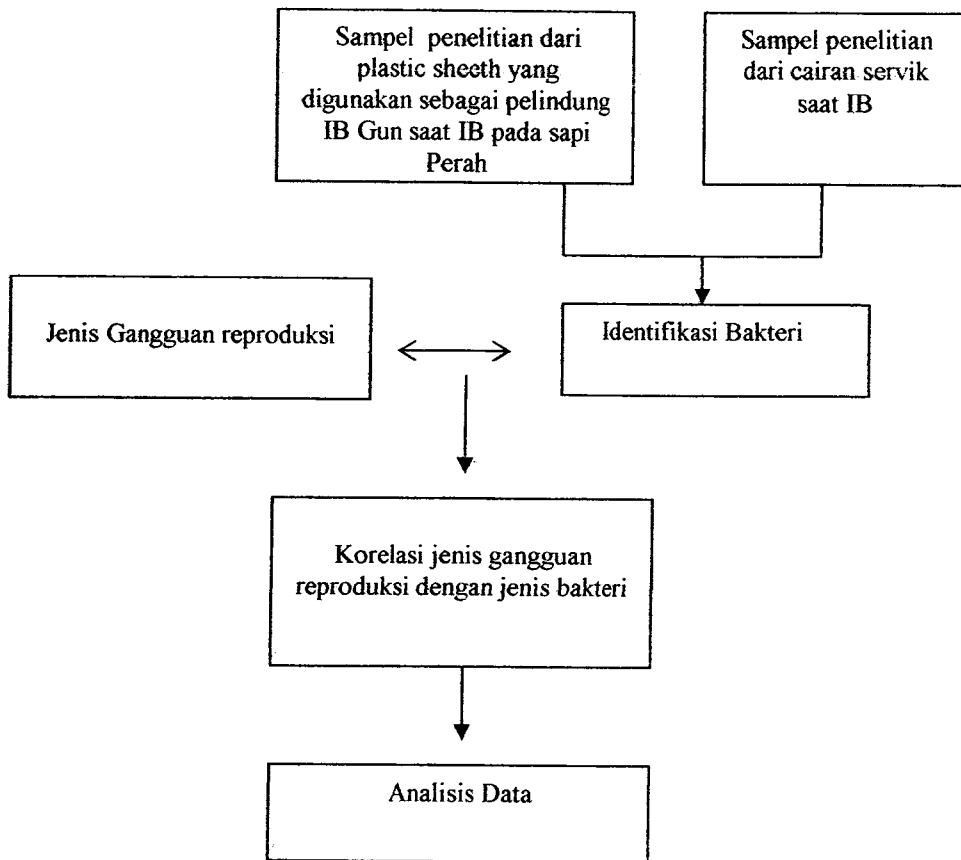 Sampel penelitian dari
plastic sheeth yang
digunakan sebagai pelindung
IB Gun saat IB pada sapi
Perah
Sampel penelitian
dari cairan servik
saat IB
Jenis Gangguan reproduksi
Identifikasi Bakteri
Korelasi jenis gangguan
reproduksi dengan jenis bakteri
Analisis Data